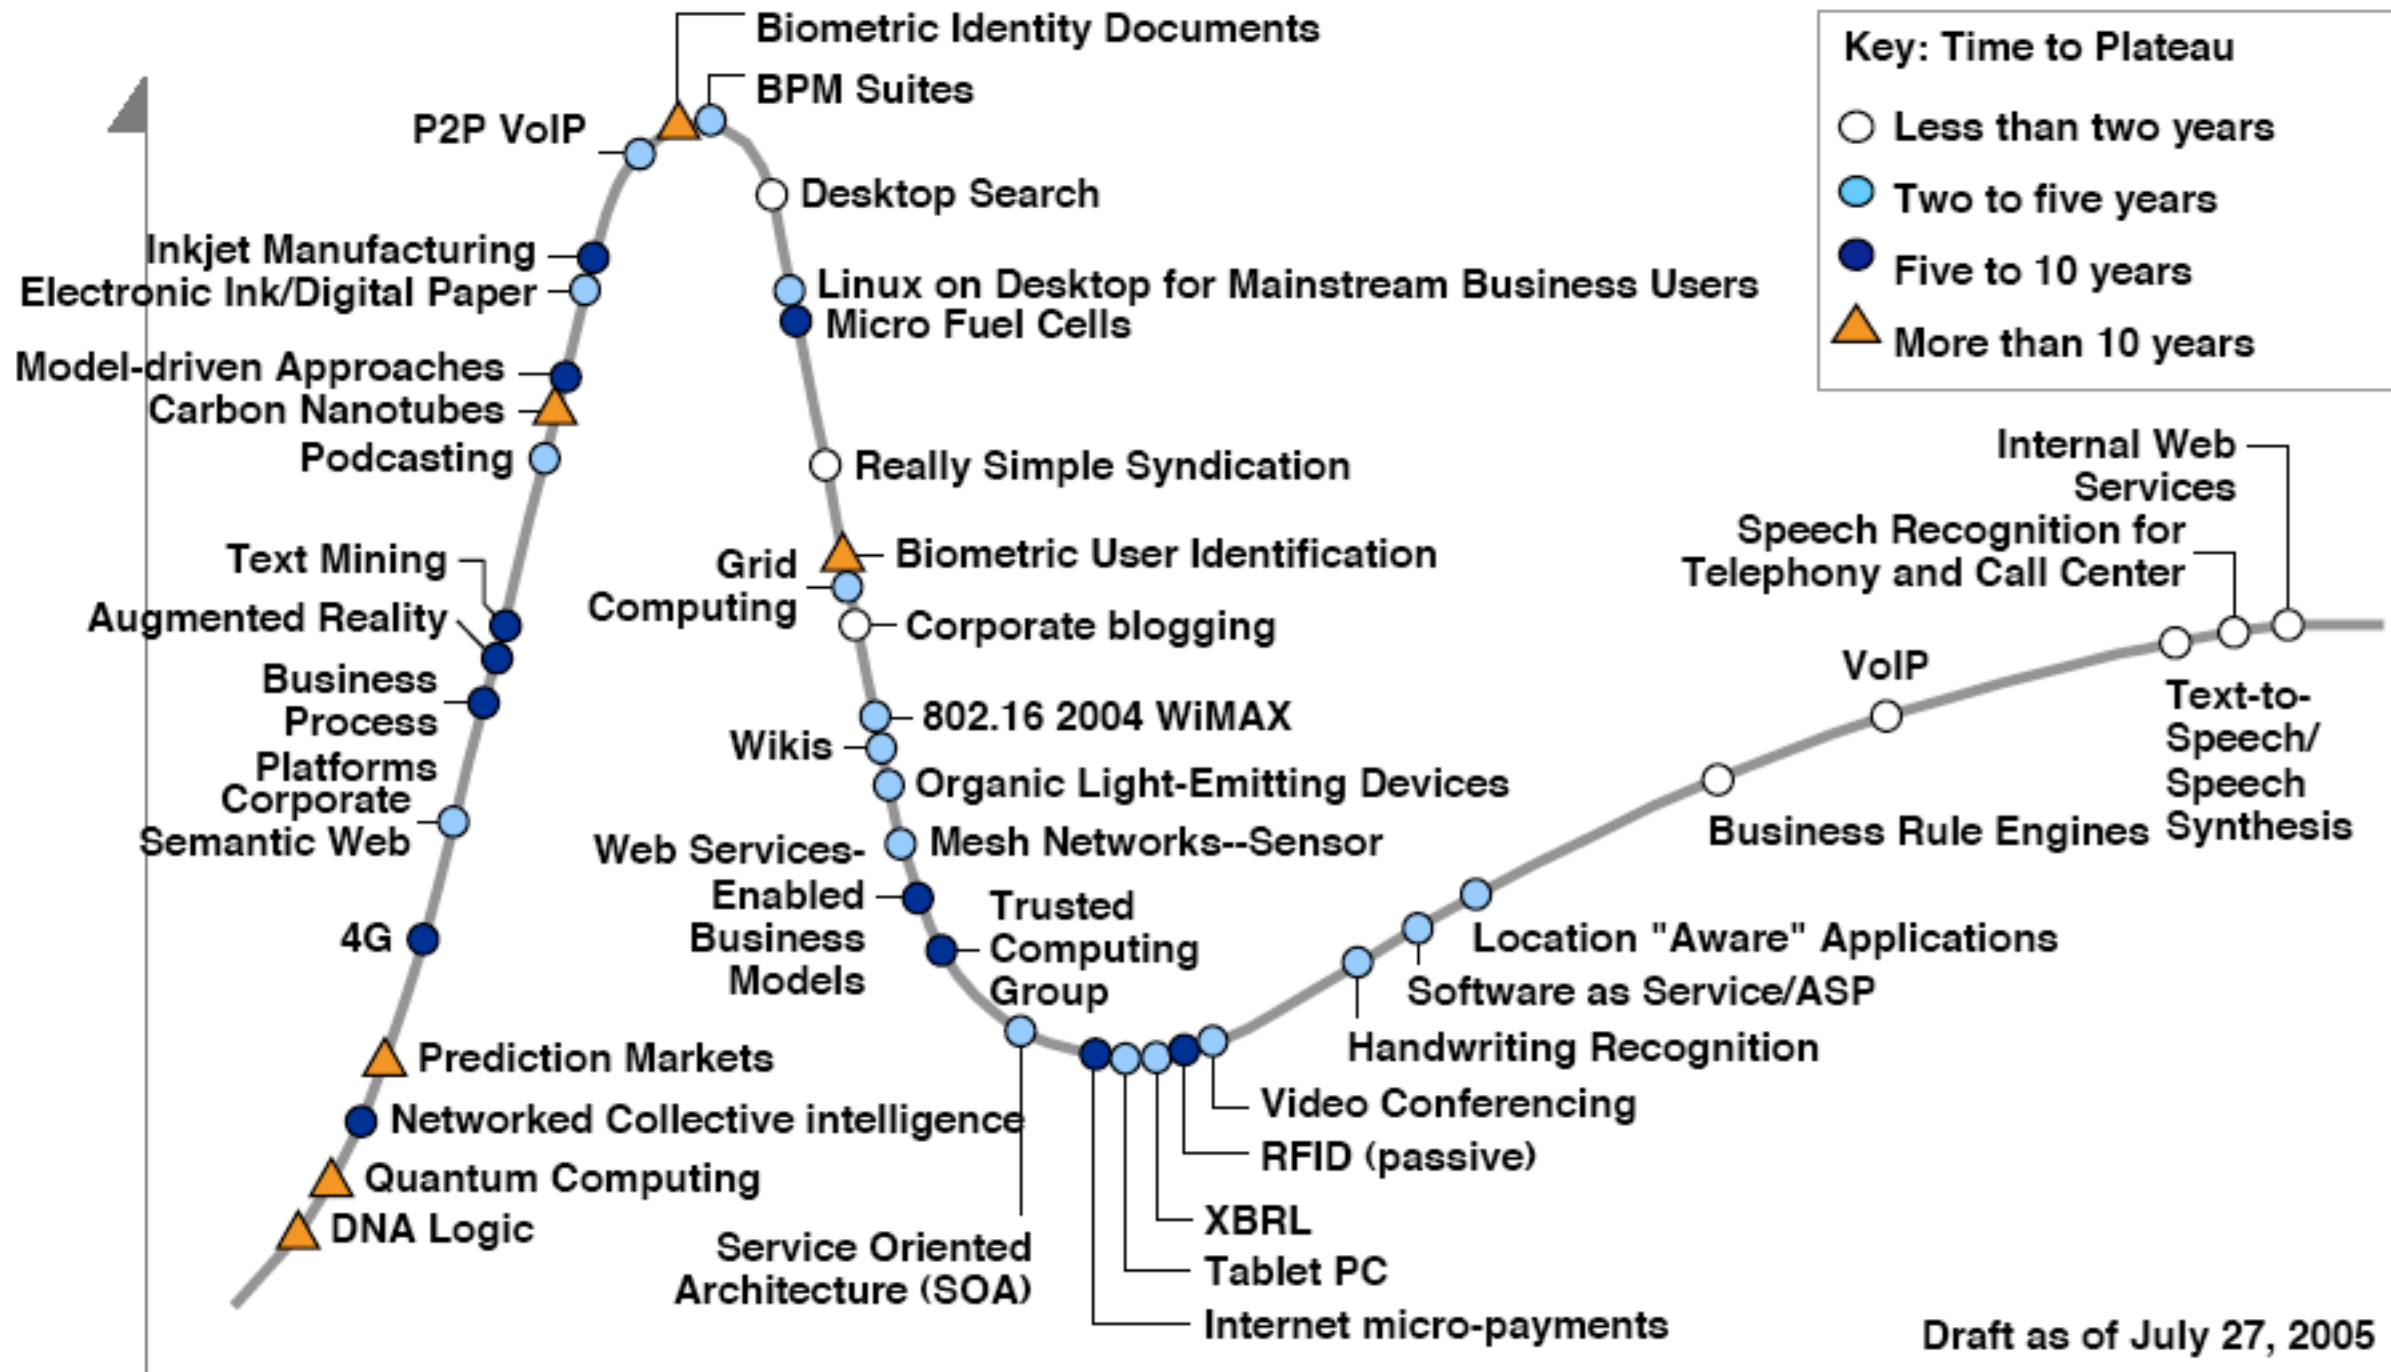 Biometric Identity Documents
BPM Suites
P2P VoIP
Desktop Search
Inkjet Manufacturing
Electronic Ink/Digital Paper
Linux on Desktop for Mainstream Business Users
Micro Fuel Cells
Model-driven Approaches
Carbon Nanotubes
Podcasting
Really Simple Syndication
Text Mining
Augmented Reality
Business
Process
Platforms
Corporate
Semantic Web
4G
Prediction Markets
Networked Collective intelligence
Quantum Computing
DNA Logic
Biometric User Identification
Grid
Computing
Corporate blogging
802.16 2004 WiMAX
Wikis
Organic Light-Emitting Devices
Mesh Networks--Sensor
Web Services-
Enabled
Business
Models
Trusted
Computing
Group
Service Oriented
Architecture (SOA)
Internet micro-payments
Tablet PC
XBRL
RFID (passive)
Video Conferencing
Handwriting Recognition
Software as Service/ASP
Location "Aware" Applications
Business Rule Engines
VoIP
Text-to-
Speech/
Speech
Synthesis
Speech Recognition for
Telephony and Call Center
Internal Web
Services
Key: Time to Plateau
Less than two years
Two to five years
Five to 10 years
More than 10 years
Draft as of July 27, 2005